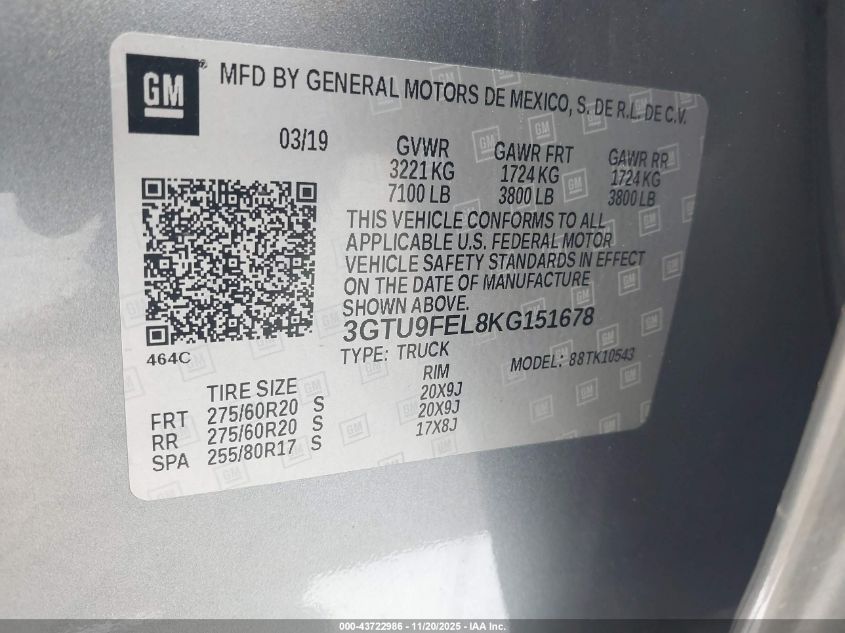 GM® MFD BY GENERAL MOTORS DE MEXICO, S. DE R.L. DE C.V.
03/19 GVWR GAWR FRT GAWR RR
3221 KG 1724 KG 1724 KG
7100 LB 3800 LB 3800 LB
THIS VEHICLE CONFORMS TO ALL
APPLICABLE U.S. FEDERAL MOTOR
VEHICLE SAFETY STANDARDS IN EFFECT
ON THE DATE OF MANUFACTURE
SHOWN ABOVE.
3GTU9FEL8KG151678
464C TYPE: TRUCK MODEL: 88TK10543
TIRE SIZE RIM
FRT 275/60R20 S 20X9J
RR 275/60R20 S 20X9J
SPA 255/80R17 S 17X8J
000-43722986 - 11/20/2025 - IAA Inc.